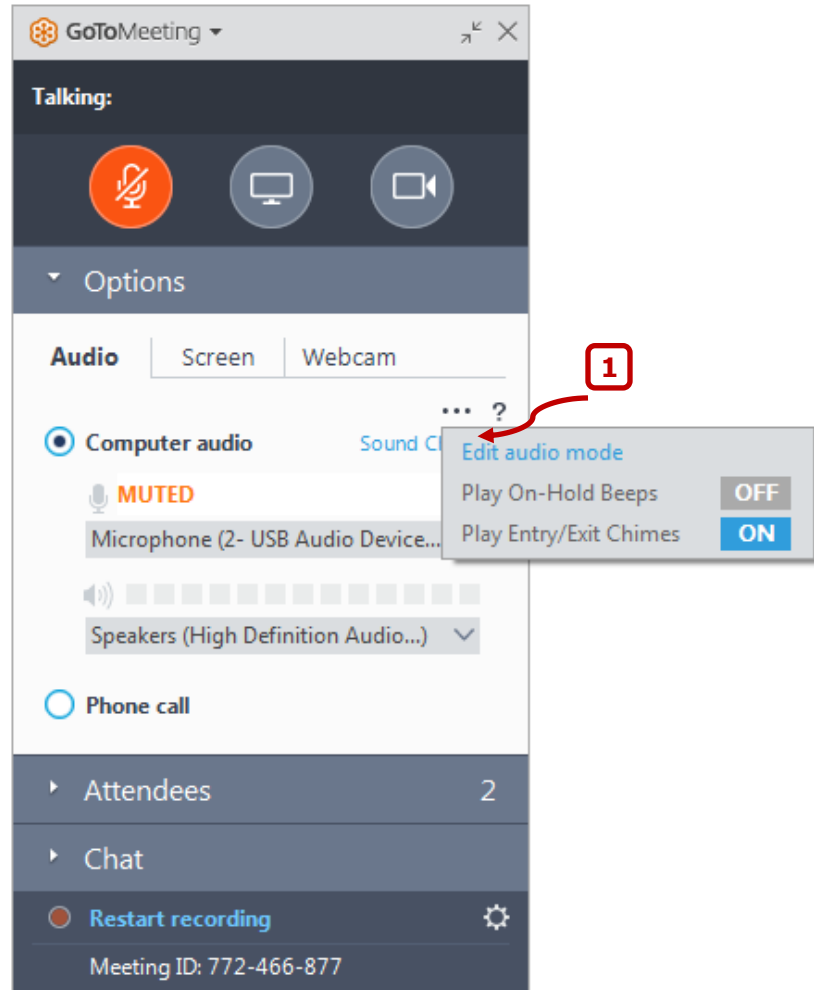 GoToMeeting
Talking:
Options
Audio Screen Webcam
1
... ?
Computer audio Sound
Edit audio mode
MUTED
Play On-Hold Beeps OFF
Microphone (2- USB Audio Device...
Play Entry/Exit Chimes ON
Speakers (High Definition Audio...)
Phone call
Attendees 2
Chat
Restart recording
Meeting ID: 772-466-877